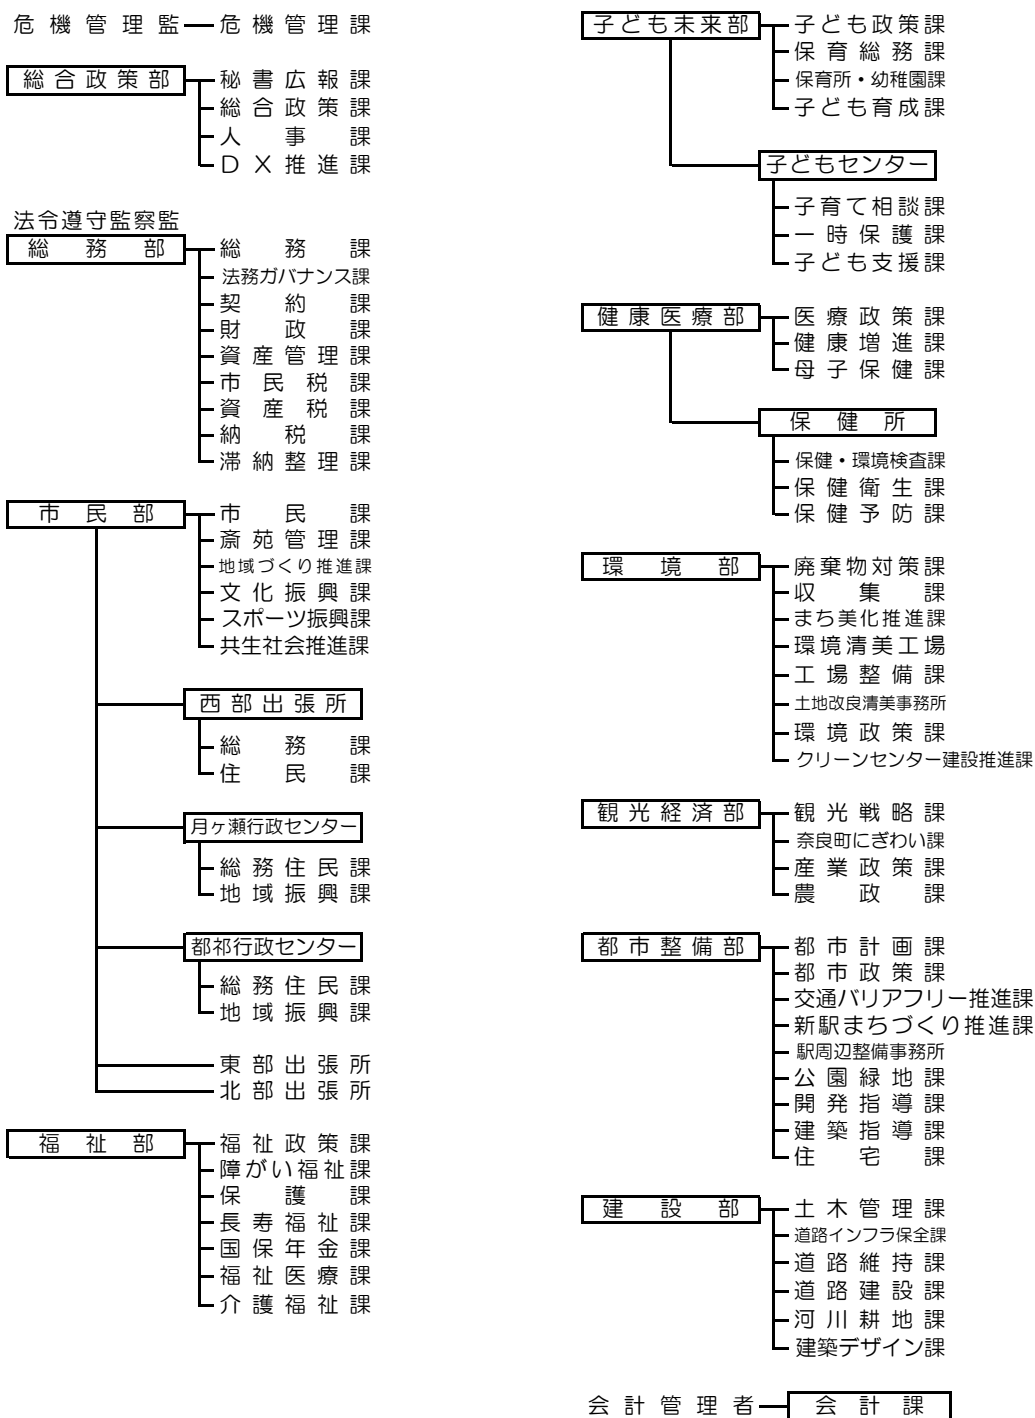 危機管理監 危機管理課
総合政策部 秘書広報課
総合政策課
人事課
DX推進課
法令遵守監察監
総務部 総務課
法務ガバナンス課
契約課
財政課
資産管理課
市民税課
資産税課
納税課
滞納整理課
市民部 市民課
斎苑管理課
地域づくり推進課
文化振興課
スポーツ振興課
共生社会推進課
西部出張所
総務課
住民課
月ヶ瀬行政センター
総務住民課
地域振興課
都祁行政センター
総務住民課
地域振興課
東部出張所
北部出張所
福祉部 福祉政策課
障がい福祉課
保護課
長寿福祉課
国保年金課
福祉医療課
介護福祉課
子ども未来部 子ども政策課
保育総務課
保育所・幼稚園課
子ども育成課
子どもセンター
子育て相談課
一時保護課
子ども支援課
健康医療部 医療政策課
健康増進課
母子保健課
保健所
保健・環境検査課
保健衛生課
保健予防課
環境部 廃棄物対策課
収集課
まち美化推進課
環境清美工場
工場整備課
土地改良清美事務所
環境政策課
クリーンセンター建設推進課
観光経済部 観光戦略課
奈良町にぎわい課
産業政策課
農政課
都市整備部 都市計画課
都市政策課
交通バリアフリー推進課
新駅まちづくり推進課
駅周辺整備事務所
公園緑地課
開発指導課
建築指導課
住宅課
建設部 土木管理課
道路インフラ保全課
道路維持課
道路建設課
河川耕地課
建築デザイン課
会計管理者 会計課